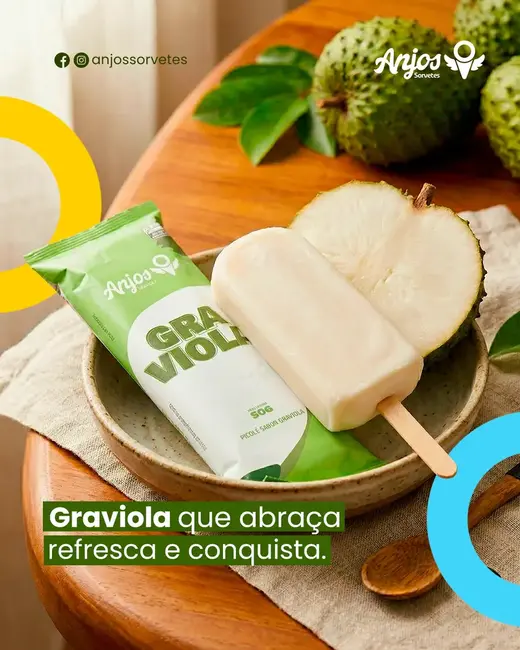 anjossorvetes
Anjos
Sorvetes
Anjos
GRA
VIOLA
50G
PICOLÉ SABOR GRAVIOLA
Graviola que abraça
refresca e conquista.